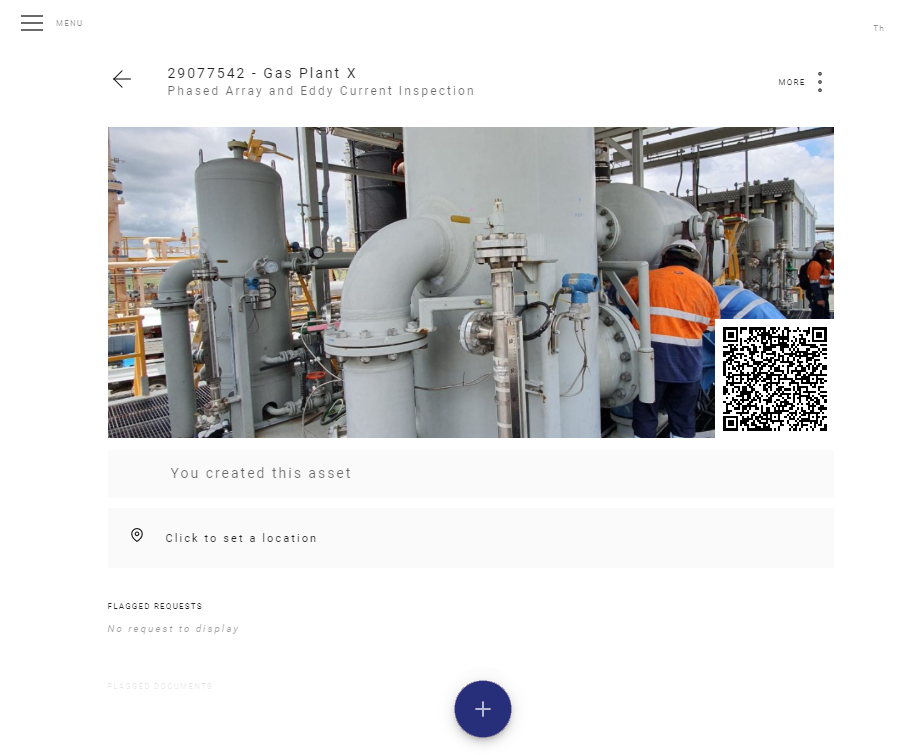 MENU
Th
29077542 - Gas Plant X
Phased Array and Eddy Current Inspection
MORE
You created this asset
Click to set a location
FLAGGED REQUESTS
No request to display
FLAGGED DOCUMENTS